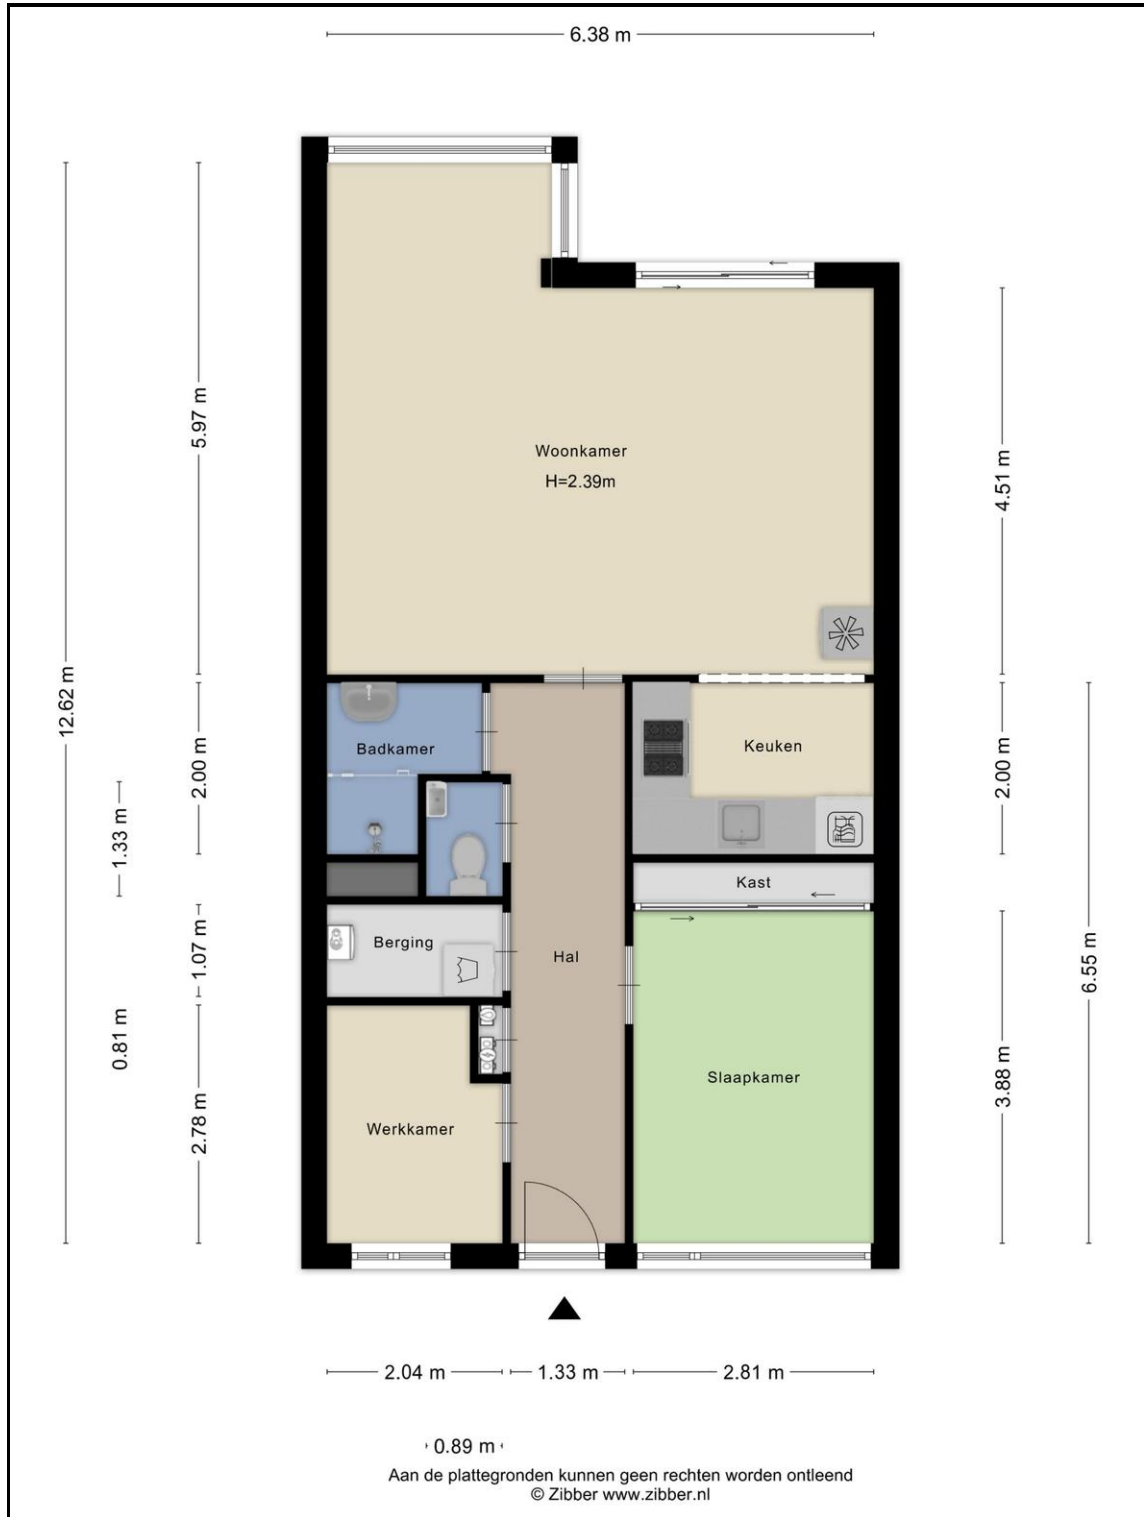 6.38 m
Woonkamer
H=2.39m
5.97 m
4.51 m
12.62 m
Badkamer
Keuken
2.00 m
2.00 m
1.33 m
Kast
Berging
Hal
1.07 m
6.55 m
0.81 m
Slaapkamer
3.88 m
Werkkamer
2.78 m
2.04 m
1.33 m
2.81 m
0.89 m
Aan de plattegronden kunnen geen rechten worden ontleend
© Zibber www.zibber.nl